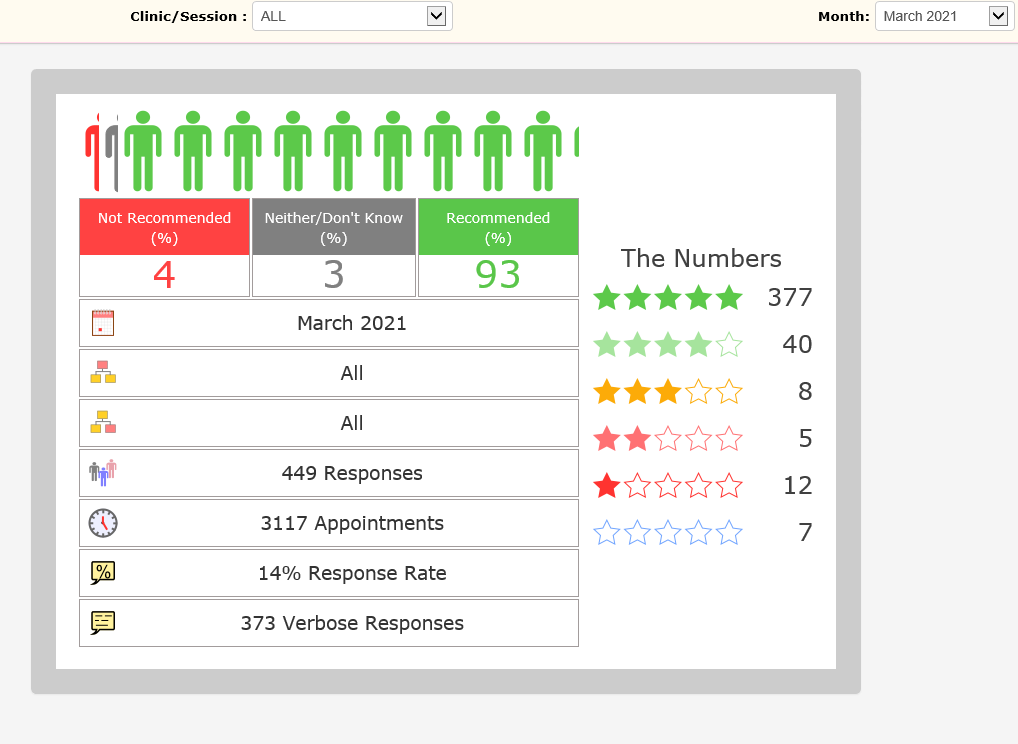 Clinic/Session : ALL Month: March 2021
Not Recommended (%)
Neither/Don't Know (%)
Recommended (%)
4 3 93
March 2021
All
All
449 Responses
3117 Appointments
14% Response Rate
% 
373 Verbose Responses
The Numbers
377
40
8
5
12
7